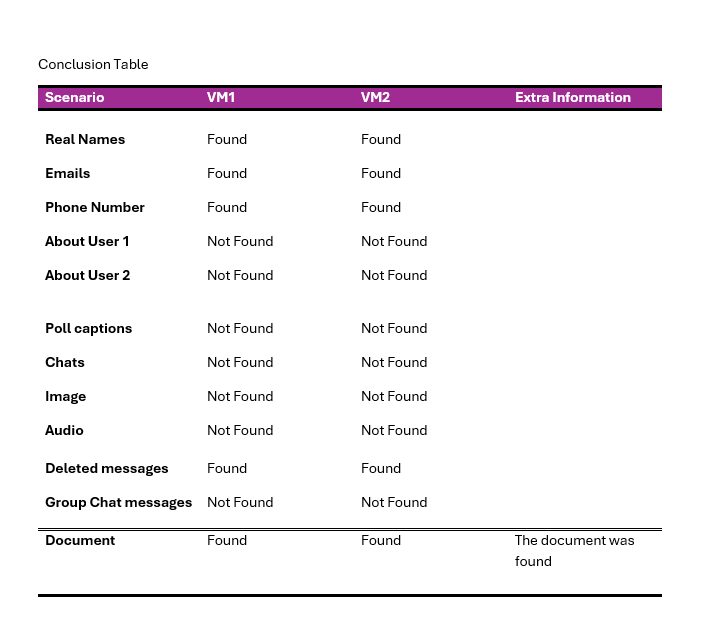 Conclusion Table
Scenario VM1 VM2 Extra Information
Real Names Found Found
Emails Found Found
Phone Number Found Found
About User 1 Not Found Not Found
About User 2 Not Found Not Found
Poll captions Not Found Not Found
Chats Not Found Not Found
Image Not Found Not Found
Audio Not Found Not Found
Deleted messages Found Found
Group Chat messages Not Found Not Found
Document Found Found The document was
found